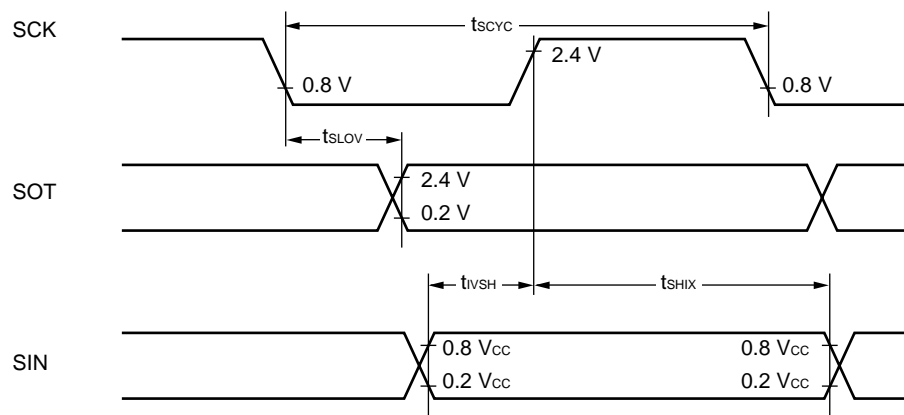 SCK
tSCYC
2.4 V
0.8 V
0.8 V
tSLOV
SOT
2.4 V
0.2 V
tIVSH
tSHIX
SIN
0.8 VCC
0.8 VCC
0.2 VCC
0.2 VCC